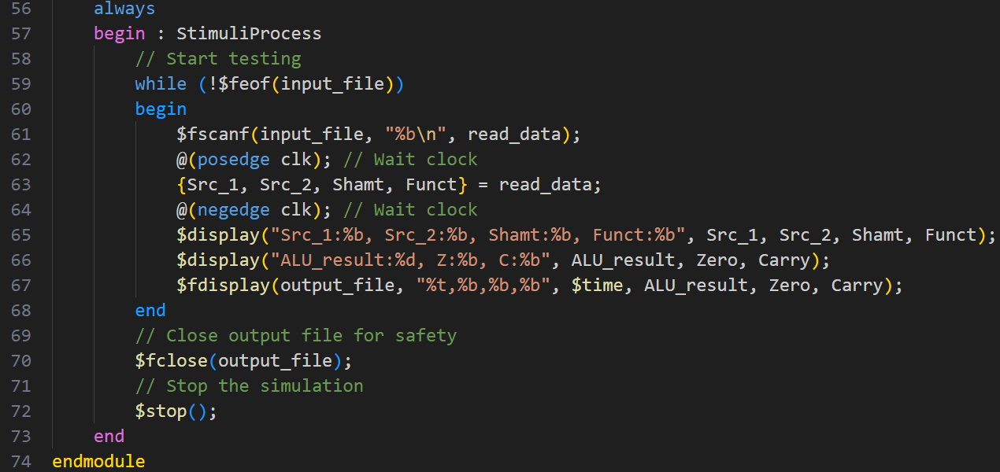 56 always
57 begin : StimuliProcess
58 // Start testing
59 while (!$feof(input_file))
60 begin
61 $fscanf(input_file, "%b\n", read_data);
62 @(posedge clk); // Wait clock
63 {Src_1, Src_2, Shamt, Funct} = read_data;
64 @(negedge clk); // Wait clock
65 $display("Src_1:%b, Src_2:%b, Shamt:%b, Funct:%b", Src_1, Src_2, Shamt, Funct);
66 $display("ALU_result:%d, Z:%b, C:%b", ALU_result, Zero, Carry);
67 $fdisplay(output_file, "%t,%b,%b,%b", $time, ALU_result, Zero, Carry);
68 end
69 // Close output file for safety
70 $fclose(output_file);
71 // Stop the simulation
72 $stop();
73 end
74 endmodule